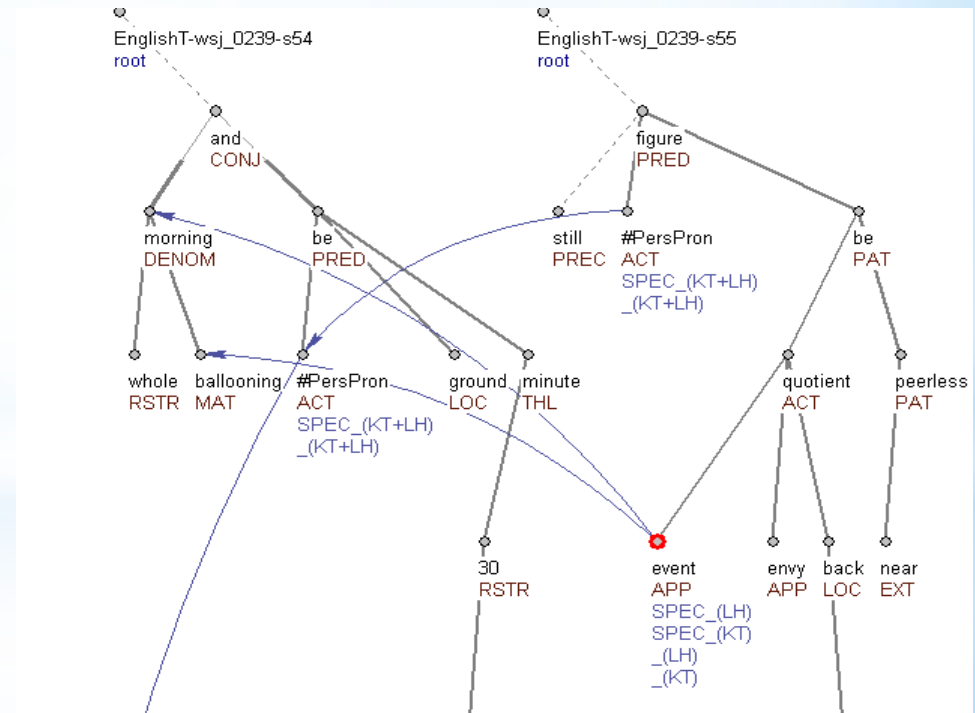 EnglishT-wsj_0239-s54
root
EnglishT-wsj_0239-s55
root
and
CONJ
figure
PRED
morning
DENOM
be
PRED
still
PREC
#PersPron
ACT
SPEC_(KT+LH)
_(KT+LH)
be
PAT
whole
RSTR
ballooning
MAT
#PersPron
ACT
SPEC_(KT+LH)
_(KT+LH)
ground
LOC
minute
THL
quotient
ACT
peerless
PAT
30
RSTR
event
APP
SPEC_(LH)
SPEC_(KT)
_(LH)
_(KT)
envy
APP
back
LOC
near
EXT